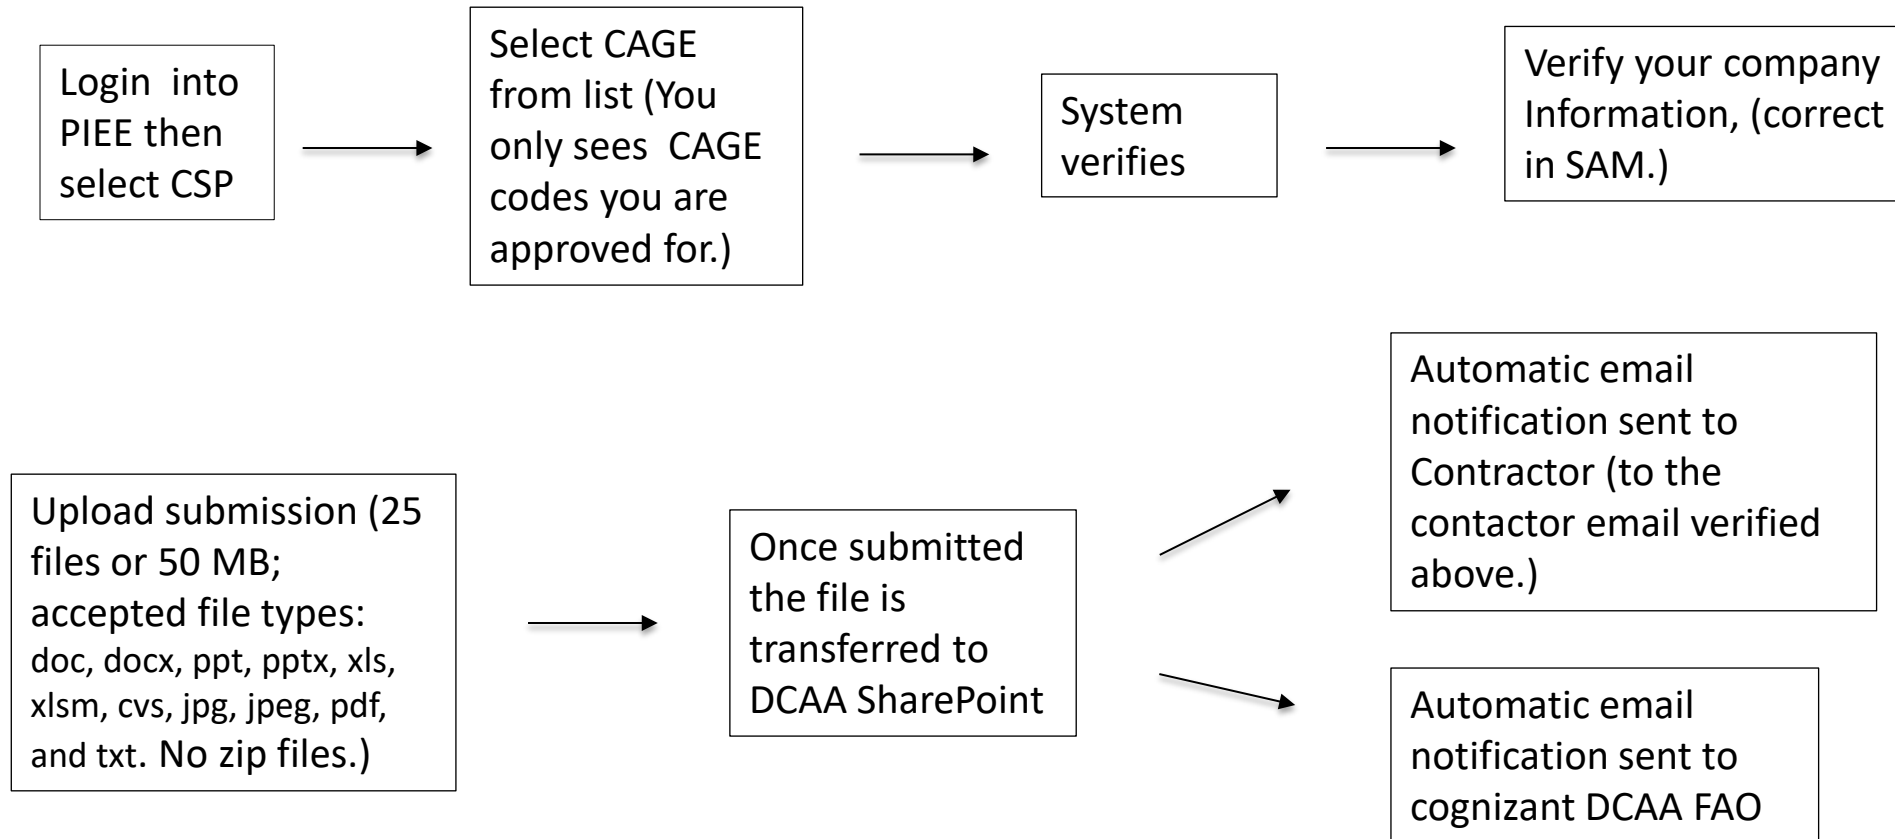 Login  into
PIEE then
select CSP
Select CAGE
from list (You
only sees  CAGE
codes you are
approved for.)
System
verifies
Verify your company
Information, (correct
in SAM.)
Upload submission (25
files or 50 MB;
accepted file types:
doc, docx, ppt, pptx, xls,
xlsm, cvs, jpg, jpeg, pdf,
and txt. No zip files.)
Once submitted
the file is
transferred to
DCAA SharePoint
Automatic email
notification sent to
Contractor (to the
contactor email verified
above.)
Automatic email
notification sent to
cognizant DCAA FAO